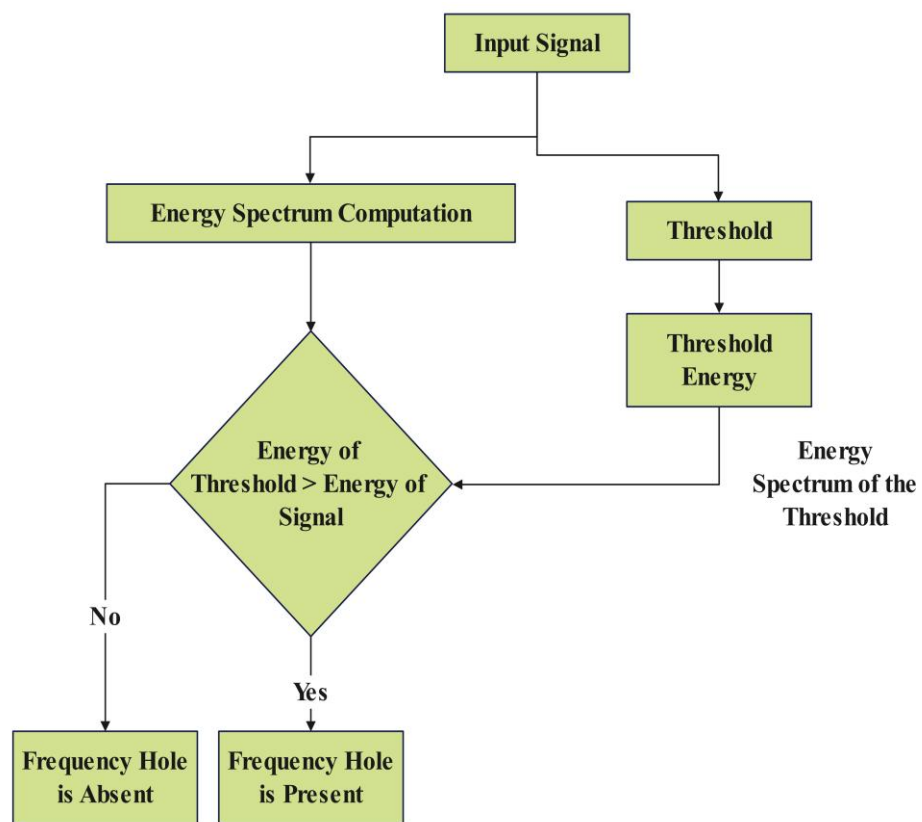 Input Signal
Energy Spectrum Computation
Threshold
Threshold
Energy
Energy of
Threshold > Energy of
Signal
Energy
Spectrum of the
Threshold
No
Yes
Frequency Hole
is Absent
Frequency Hole
is Present